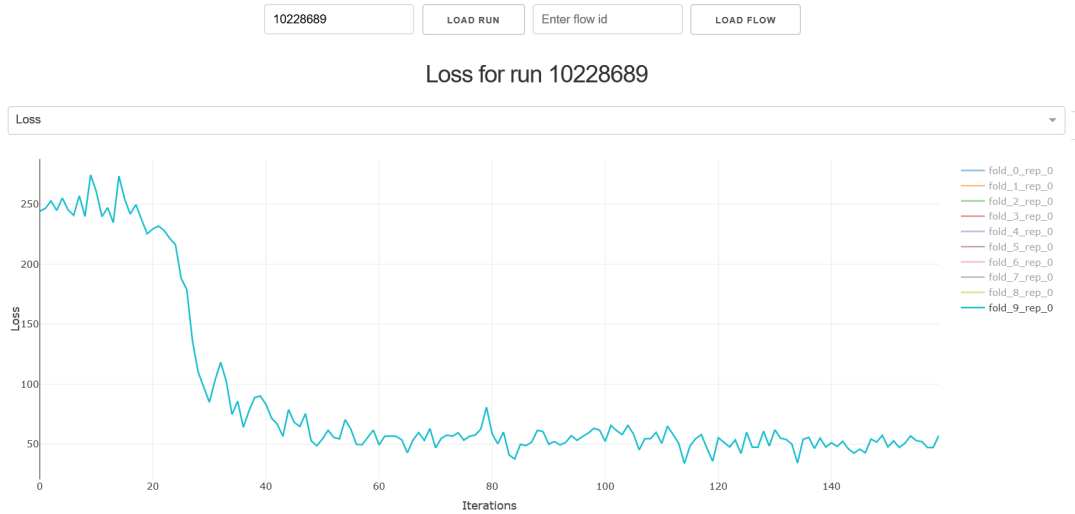 10228689 LOAD RUN Enter flow id LOAD FLOW
Loss for run 10228689
Loss
250
200
150
100
50
Loss
0 20 40 60 80 100 120 140
Iterations
fold_0_rep_0
fold_1_rep_0
fold_2_rep_0
fold_3_rep_0
fold_4_rep_0
fold_5_rep_0
fold_6_rep_0
fold_7_rep_0
fold_8_rep_0
fold_9_rep_0